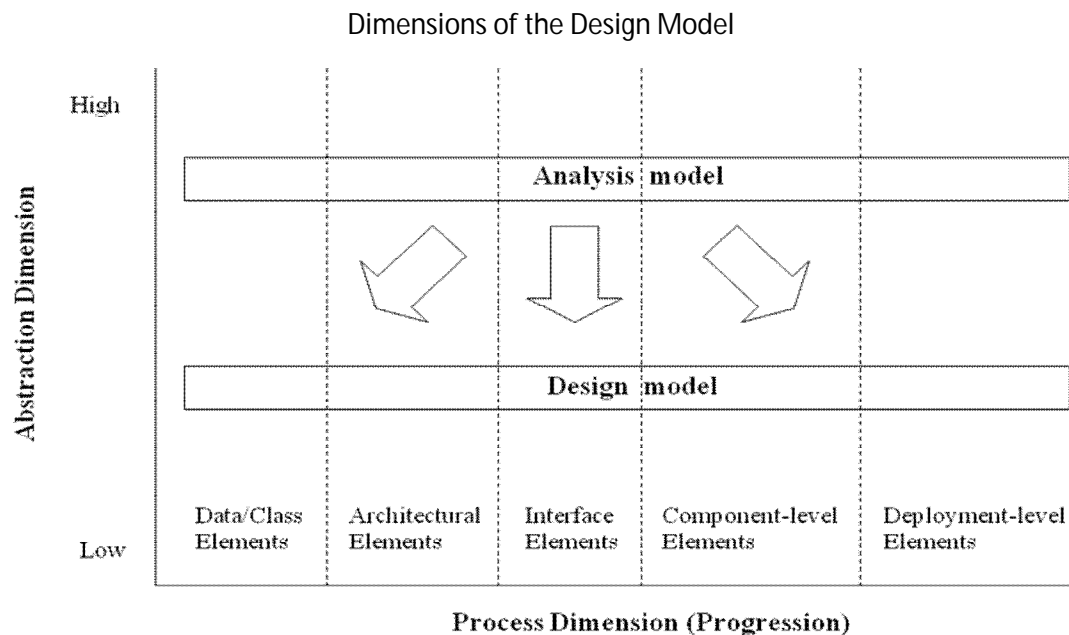 Dimensions of the Design Model
High
Analysis model
Abstraction Dimension
Design model
Data/Class
Elements
Architectural
Elements
Interface
Elements
Component-level
Elements
Deployment-level
Elements
Low
Process Dimension (Progression)